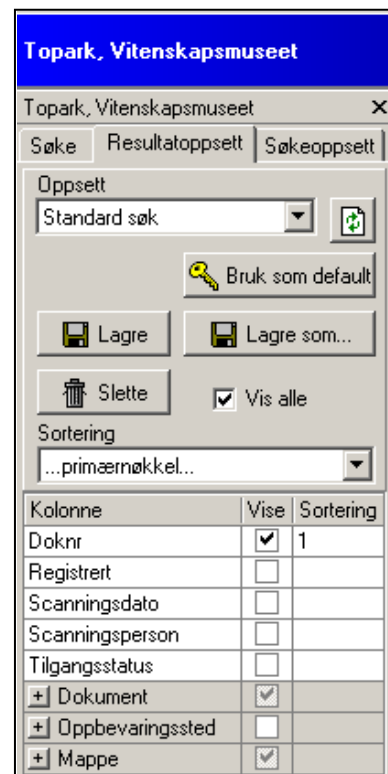 Topark, Vitenskapsmuseet
Topark, Vitenskapsmuseet
Søke Resultatoppsett Søkeoppsett
Oppsett
Standard søk
Bruk som default
Lagre Lagre som...
Slette Vis alle
Sortering
...primærnøkkel...
Kolonne Vise Sortering
Doknr 1
Registrert
Scanningsdato
Scanningsperson
Tilgangsstatus
Dokument
Oppbevaringssted
Mappe